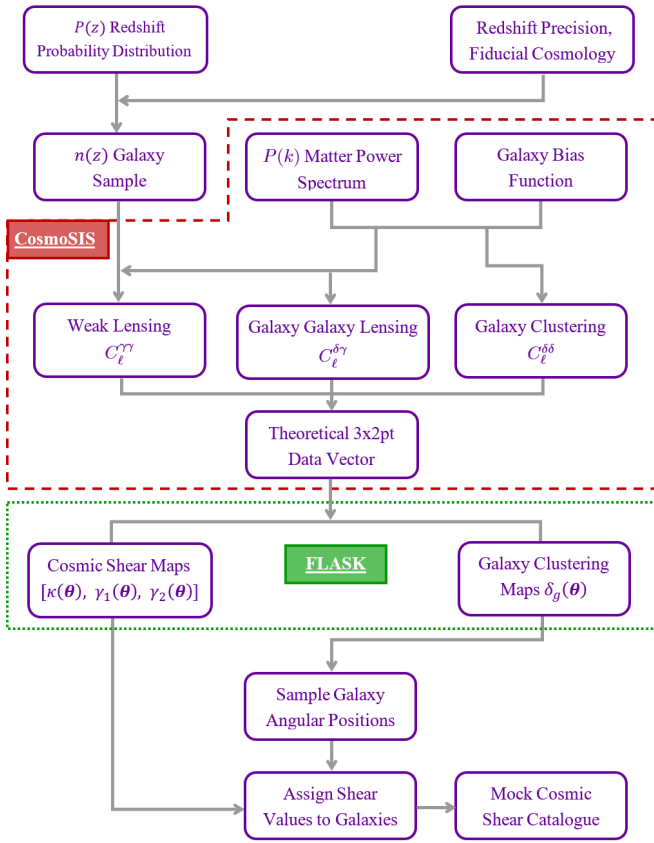 P(z) Redshift
Probability Distribution
Redshift Precision,
Fiducial Cosmology
n(z) Galaxy
Sample
P(k) Matter Power
Spectrum
Galaxy Bias
Function
CosmoSIS
Weak Lensing
C_ℓ^{γγ}
Galaxy Galaxy Lensing
C_ℓ^{δγ}
Galaxy Clustering
C_ℓ^{δδ}
Theoretical 3x2pt
Data Vector
FLASK
Cosmic Shear Maps
[κ(θ), γ₁(θ), γ₂(θ)]
Galaxy Clustering
Maps δ_g(θ)
Sample Galaxy
Angular Positions
Assign Shear
Values to Galaxies
Mock Cosmic
Shear Catalogue